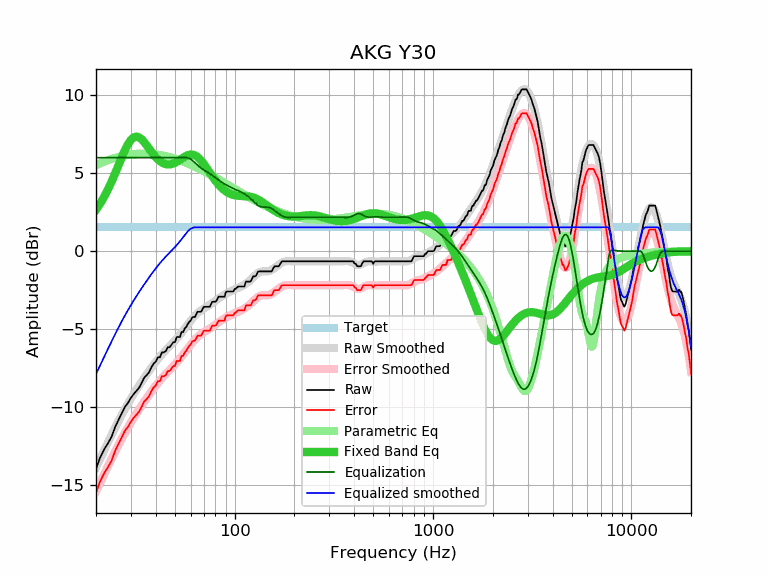 AKG Y30
10
5
0
−5
−10
−15
Amplitude (dBr)
Target
Raw Smoothed
Error Smoothed
Raw
Error
Parametric Eq
Fixed Band Eq
Equalization
Equalized smoothed
100
1000
10000
Frequency (Hz)